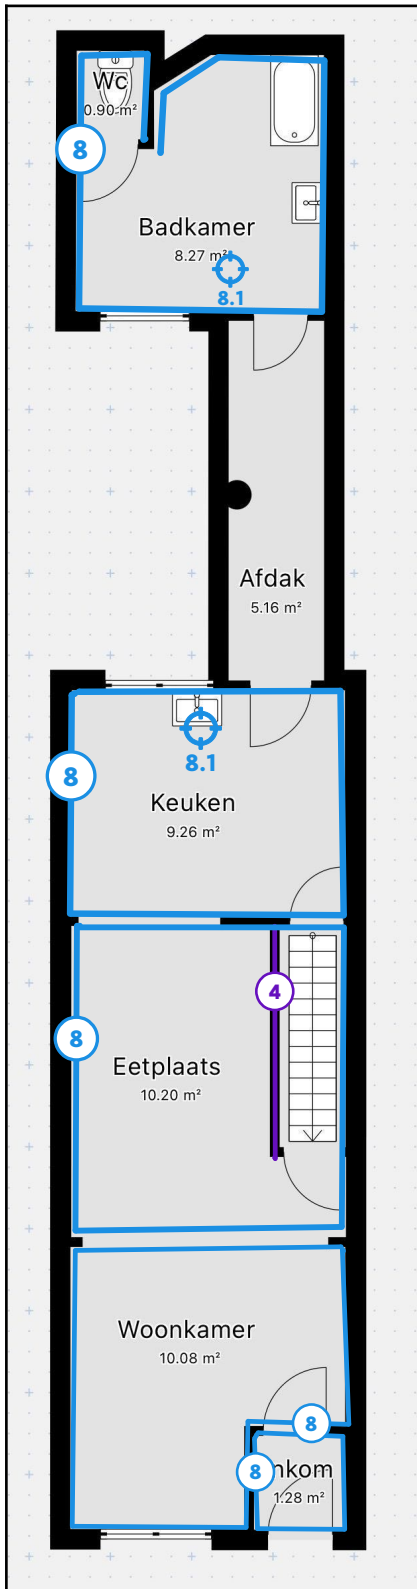 Wc
0.90 m²
8
Badkamer
8.27 m²
8.1
Afdak
5.16 m²
8.1
8
Keuken
9.26 m²
4
8
Eetplaats
10.20 m²
Woonkamer
10.08 m²
8
8
nkom
1.28 m²